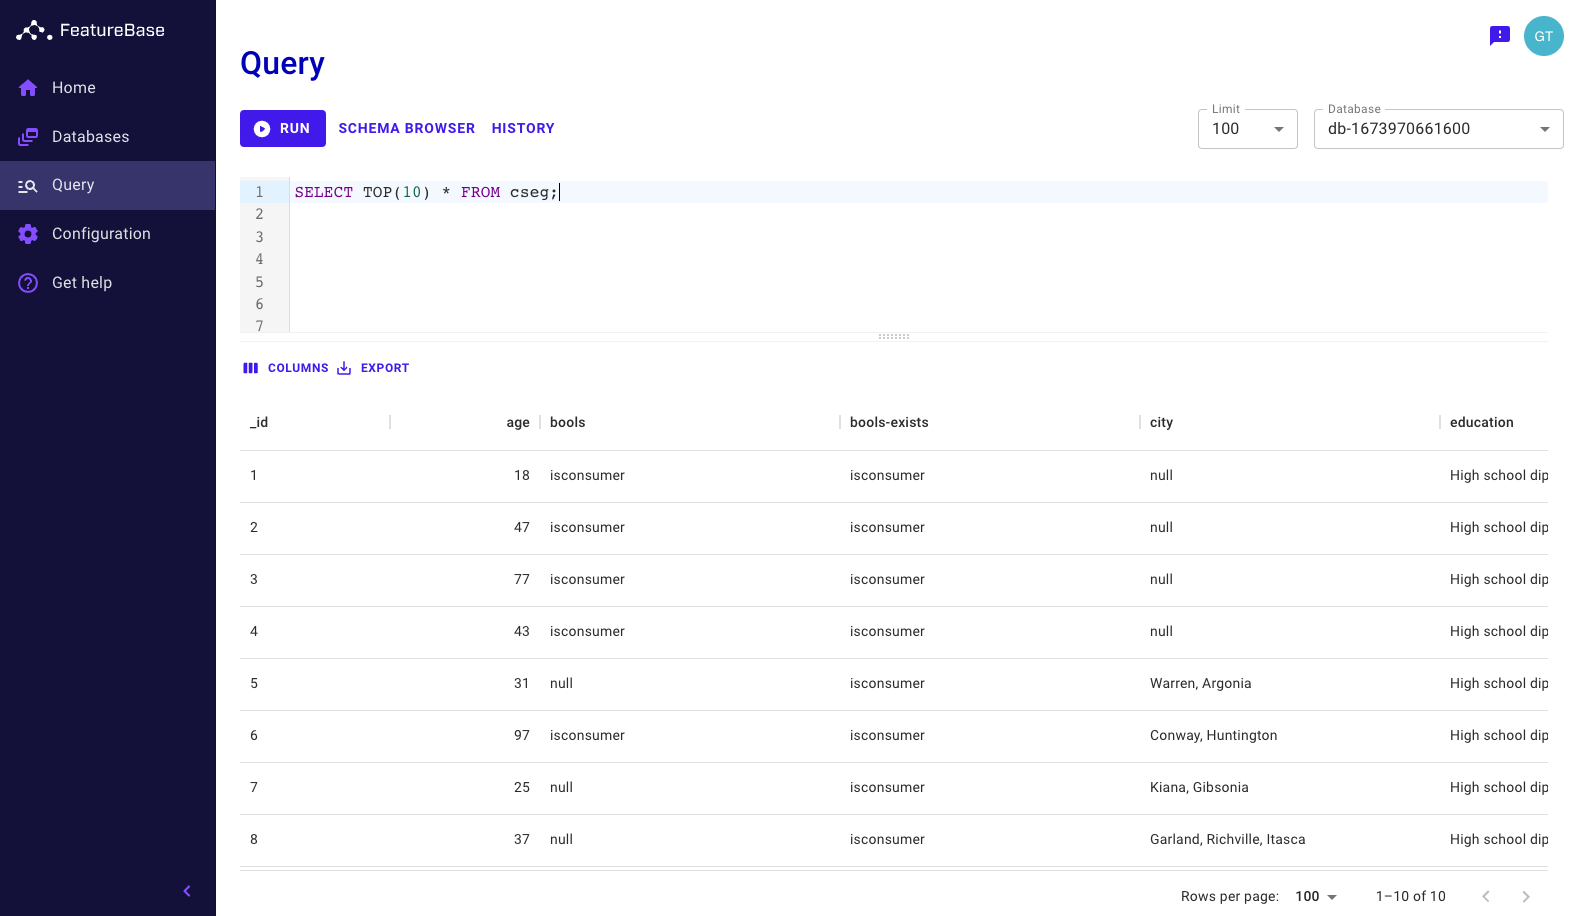 FeatureBase
Home
Databases
Query
Configuration
Get help
GT
Query
RUN
SCHEMA BROWSER
HISTORY
Limit
100
Database
db-1673970661600
1 SELECT TOP(10) * FROM cseg;
2
3
4
5
6
7
COLUMNS
EXPORT
_id age bools bools-exists city education
1 18 isconsumer isconsumer null High school dip
2 47 isconsumer isconsumer null High school dip
3 77 isconsumer isconsumer null High school dip
4 43 isconsumer isconsumer null High school dip
5 31 null isconsumer Warren, Argonia High school dip
6 97 isconsumer isconsumer Conway, Huntington High school dip
7 25 null isconsumer Kiana, Gibsonia High school dip
8 37 null isconsumer Garland, Richville, Itasca High school dip
Rows per page: 100 1–10 of 10